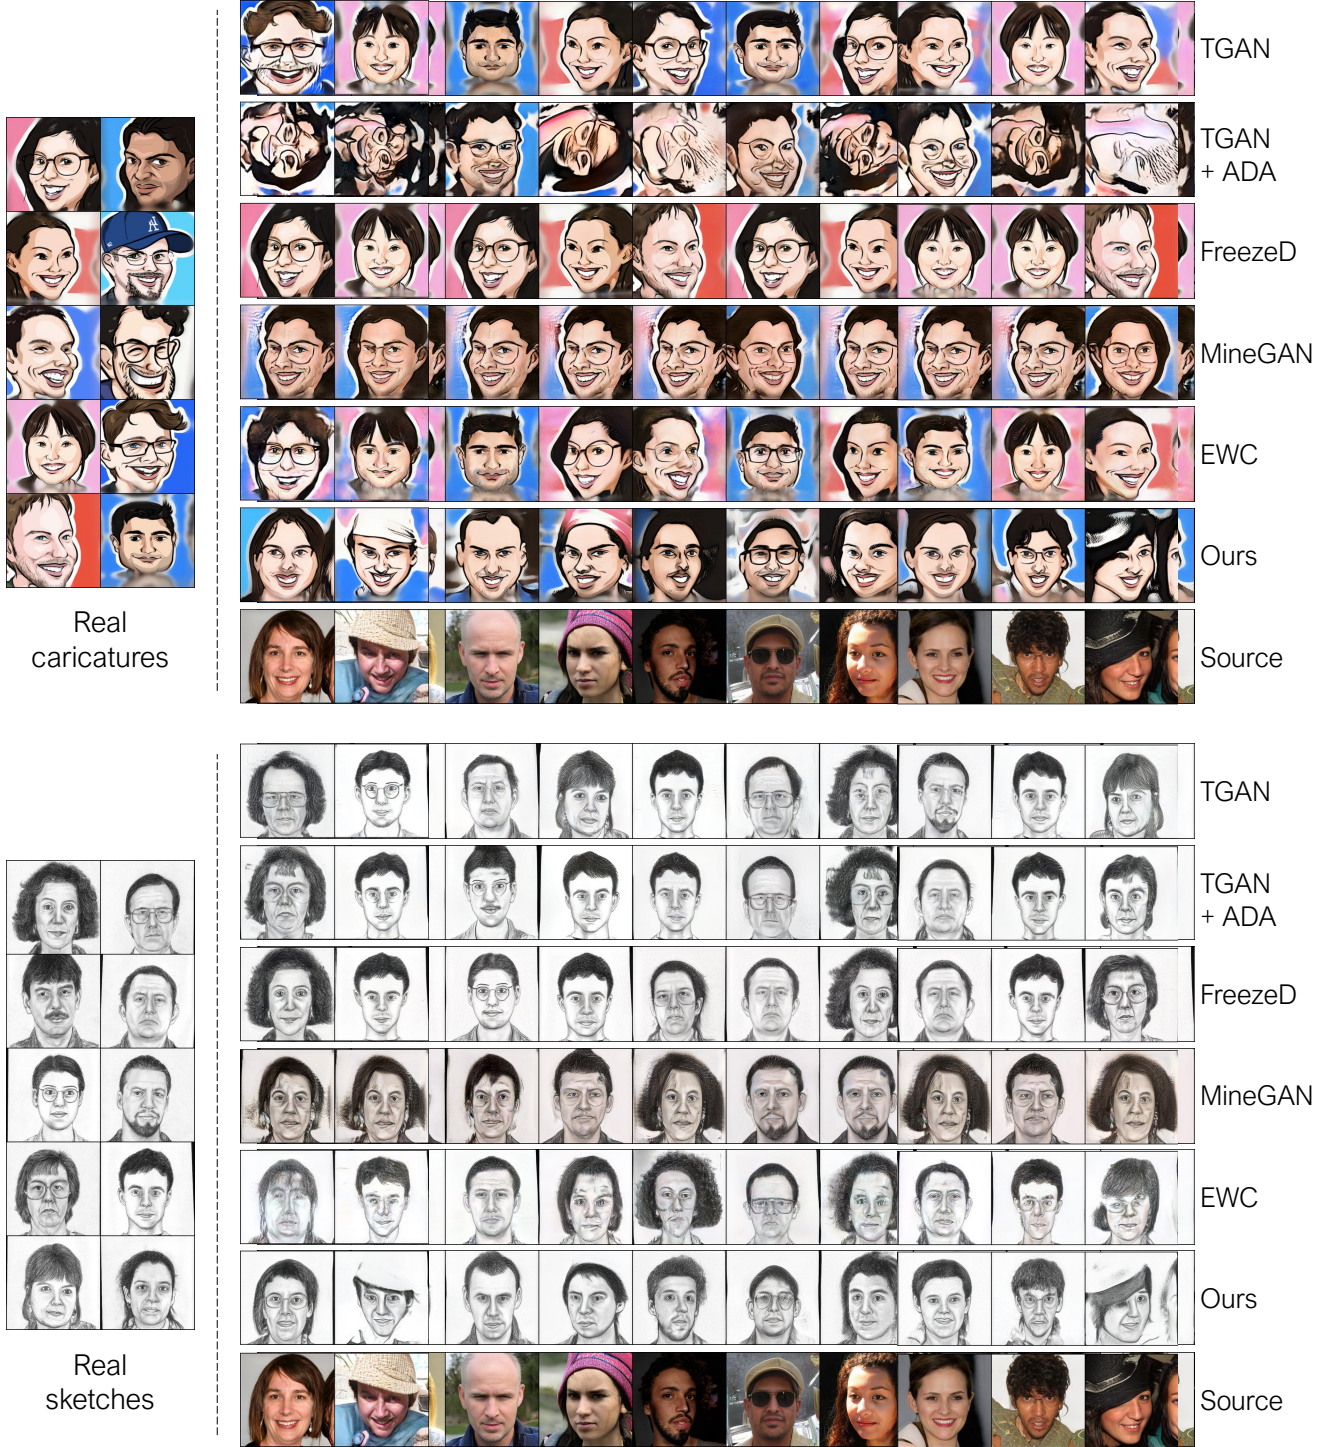 TGAN
TGAN
+ ADA
FreezeD
MineGAN
EWC
Ours
Source
Real
caricatures
TGAN
TGAN
+ ADA
FreezeD
MineGAN
EWC
Ours
Source
Real
sketches